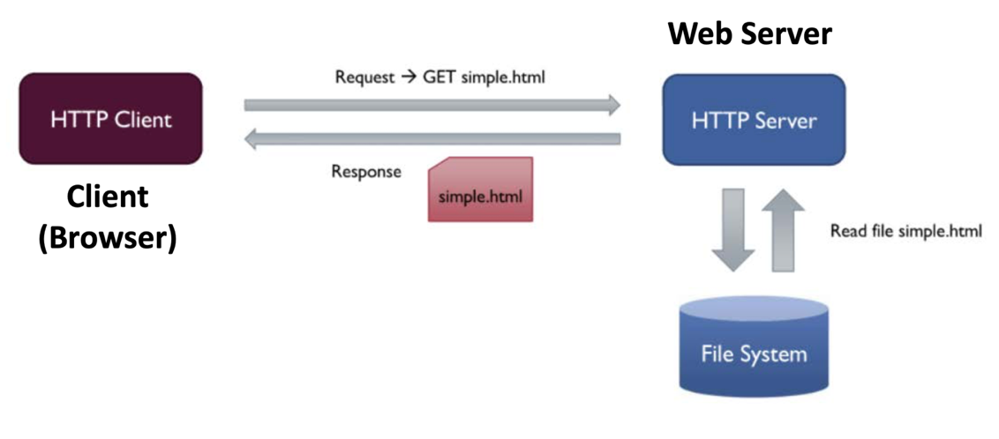 Web Server
Request → GET simple.html
HTTP Client
HTTP Server
Response
simple.html
Client
(Browser)
Read file simple.html
File System